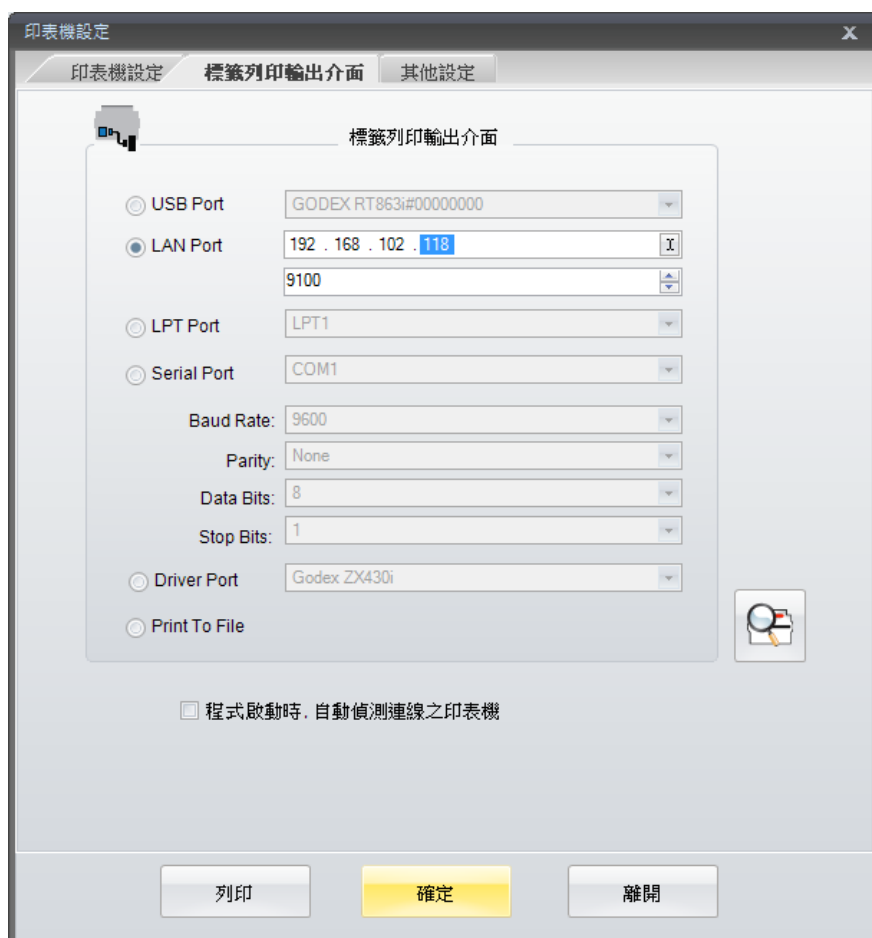 印表機設定 X
印表機設定 標籤列印輸出介面 其他設定
標籤列印輸出介面
USB Port GODEX RT863i#00000000
LAN Port 192 . 168 . 102 . 118
9100
LPT Port LPT1
Serial Port COM1
Baud Rate: 9600
Parity: None
Data Bits: 8
Stop Bits: 1
Driver Port Godex ZX430i
Print To File
程式啟動時, 自動偵測連線之印表機
列印 確定 離開